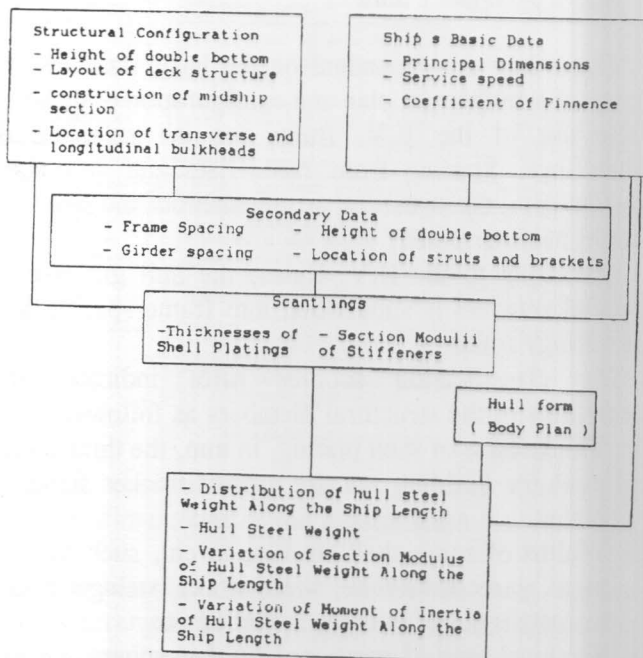 Structural Configuration
- Height of double bottom
- Layout of deck structure
- construction of midship
section
- Location of transverse and
longitudinal bulkheads
Ship s Basic Data
- Principal Dimensions
- Service speed
- Coefficient of Finnence
Secondary Data
- Frame Spacing - Height of double bottom
- Girder spacing - Location of struts and brackets
Scantlings
-Thicknesses of - Section Modulii
Shell Platings of Stiffeners
Hull form
( Body Plan )
- Distribution of hull steel
Weight Along the Ship Length
- Hull Steel Weight
- Variation of Section Modulus
of Hull Steel Weight Along the
Ship Length
- Variation of Moment of Inertia
of Hull Steel Weight Along the
Ship Length